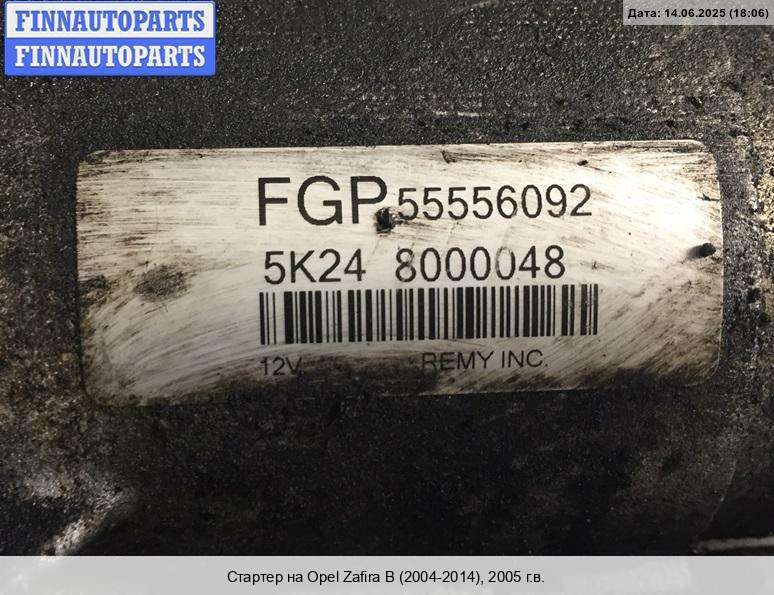 FINNAUTOPARTS
FINNAUTOPARTS
Дата: 14.06.2025 (18:06)
FGP 55556092
5K24 8000048
12V REMY INC.
Стартер на Opel Zafira B (2004-2014), 2005 г.в.